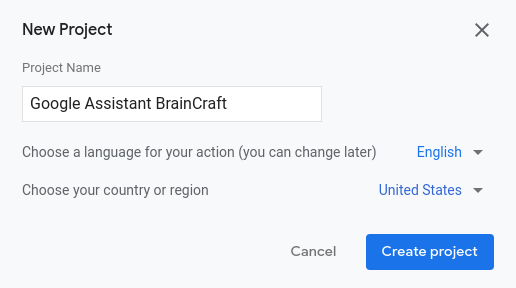 New Project
Project Name
Google Assistant BrainCraft
Choose a language for your action (you can change later) English
Choose your country or region United States
Cancel Create project